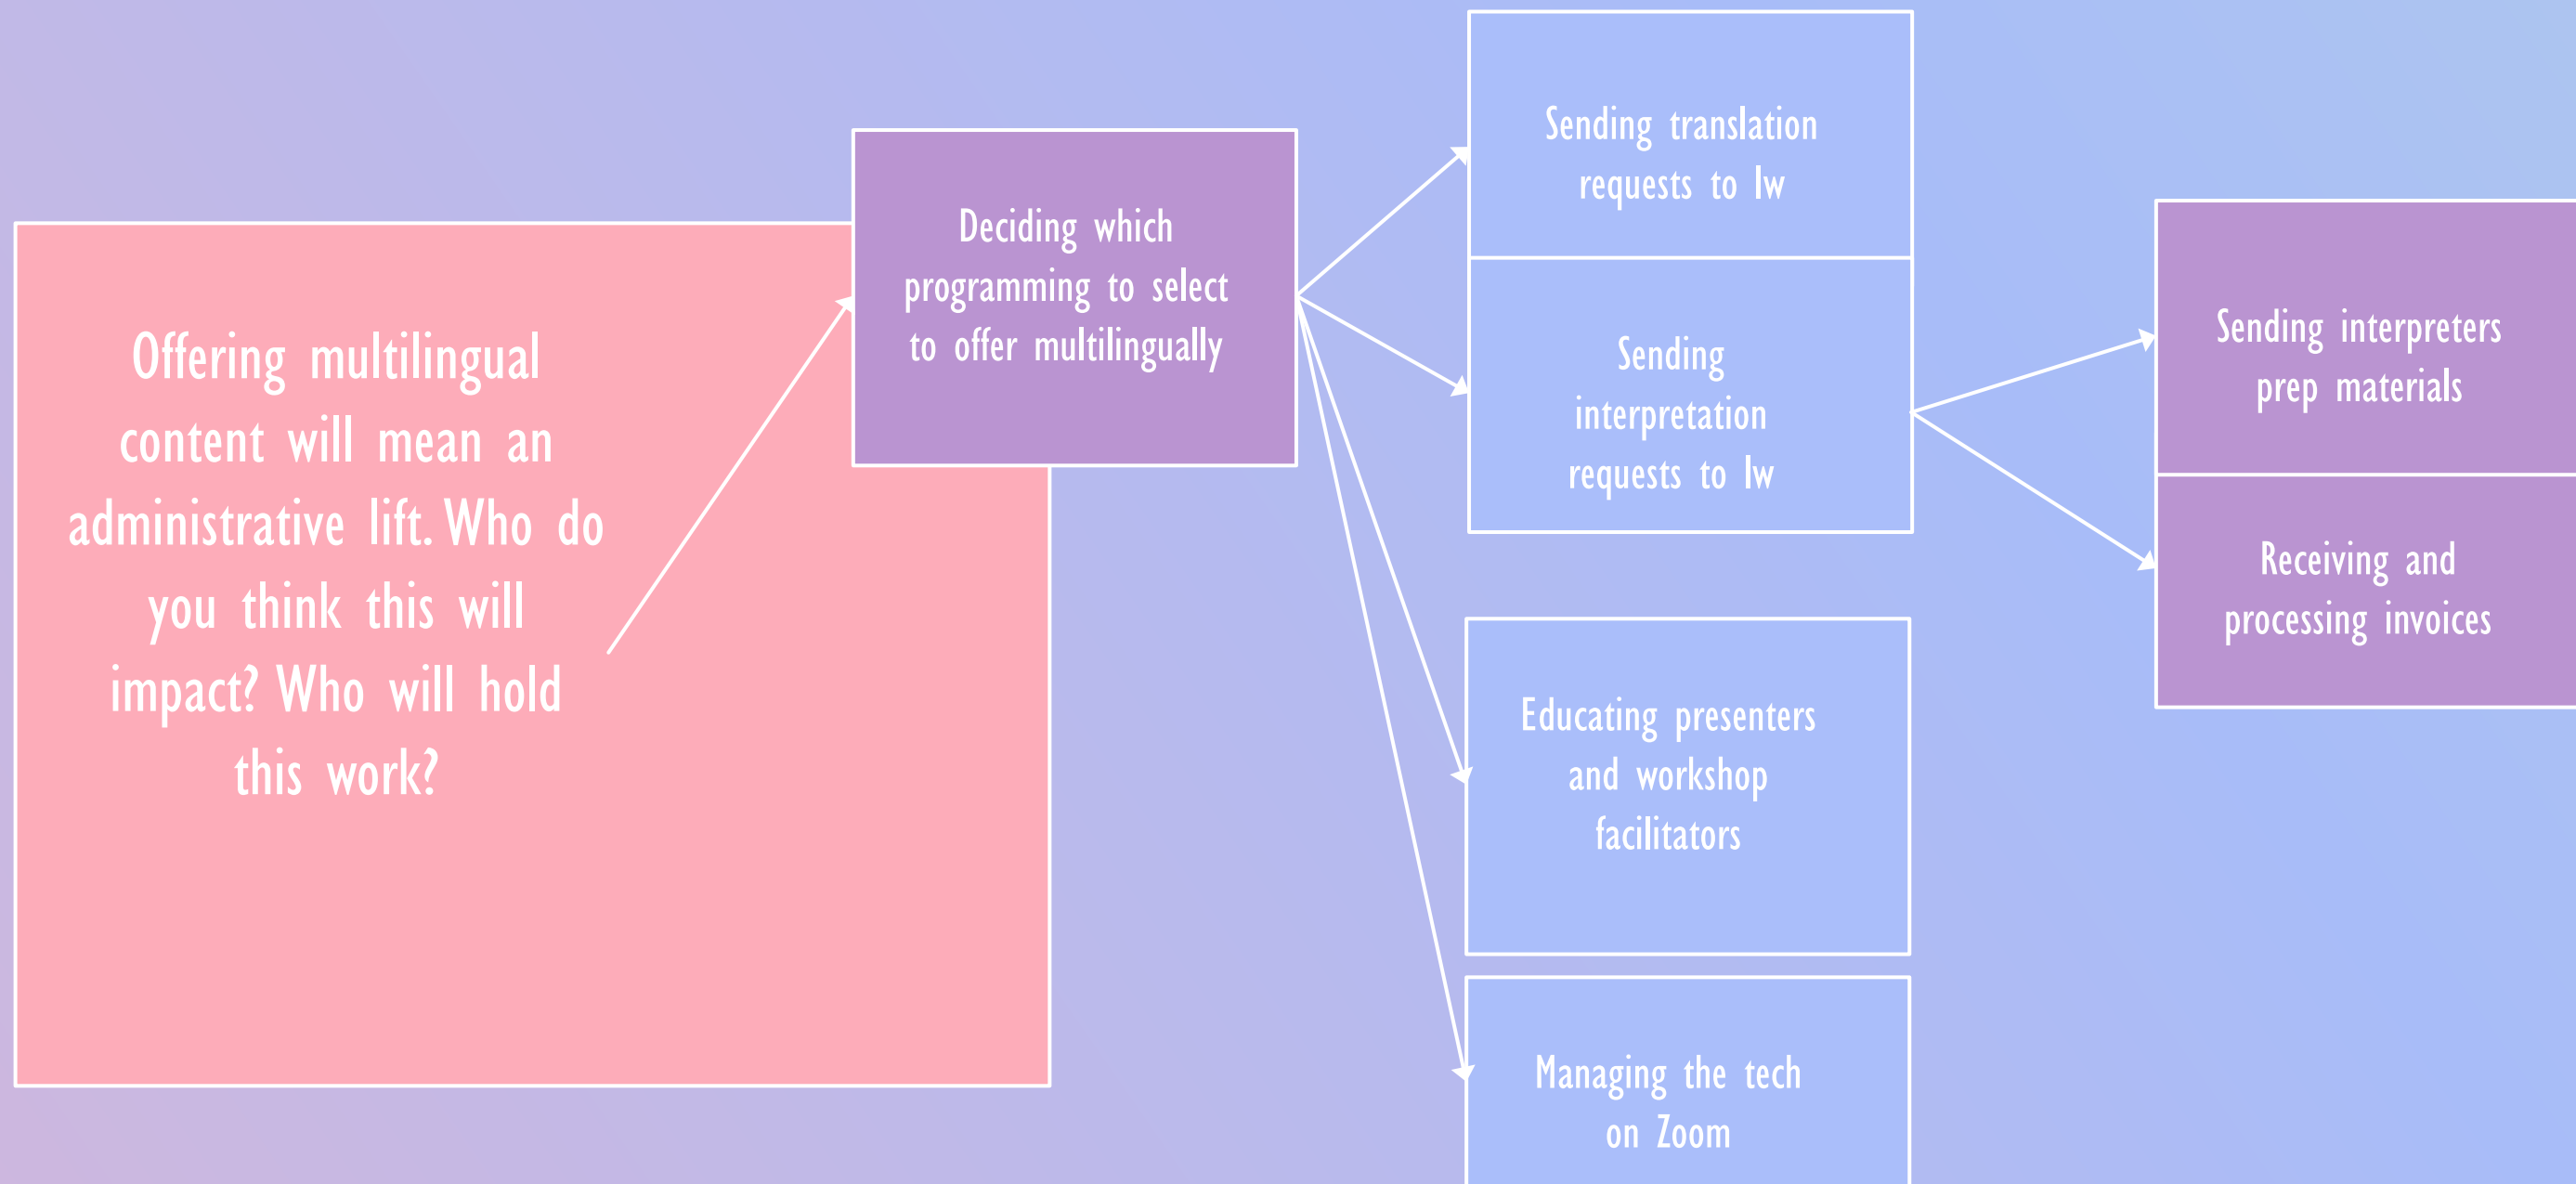 Offering multilingual
content will mean an
administrative lift. Who do
you think this will
impact? Who will hold
this work?
Deciding which
programming to select
to offer multilingually
Sending translation
requests to Iw
Sending
interpretation
requests to Iw
Educating presenters
and workshop
facilitators
Managing the tech
on Zoom
Sending interpreters
prep materials
Receiving and
processing invoices